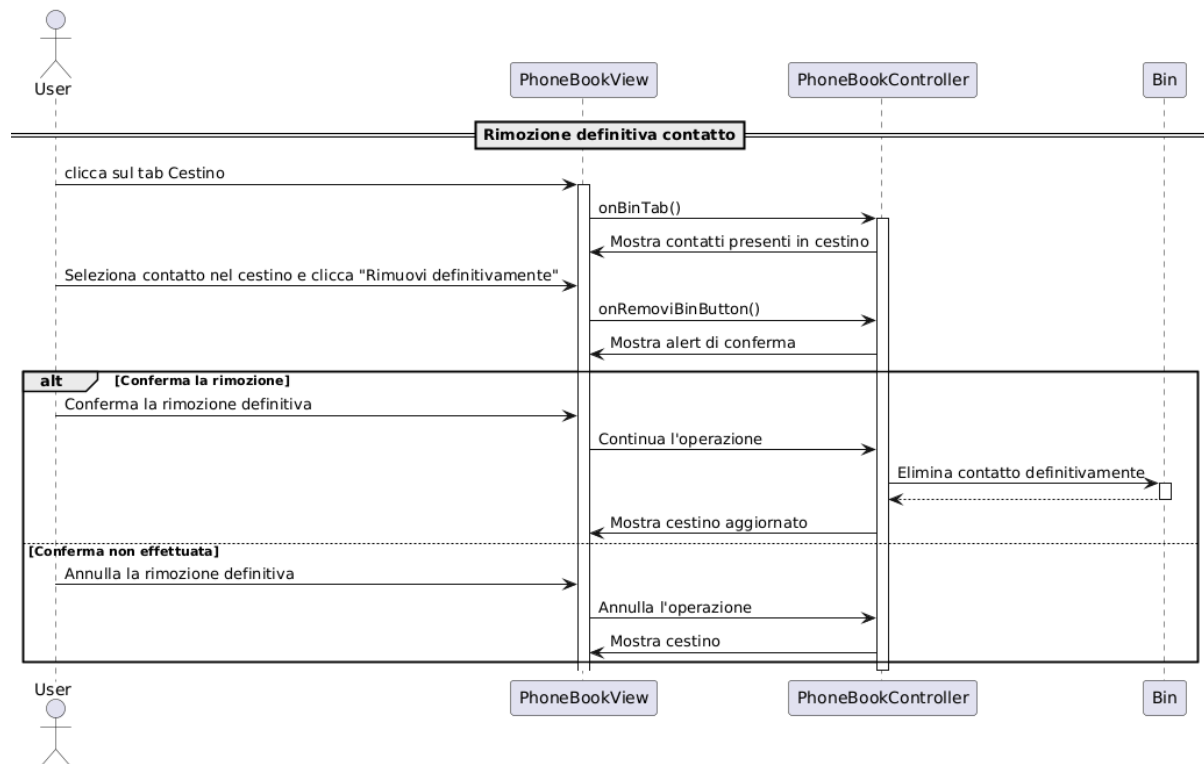 User
PhoneBookView
PhoneBookController
Bin
Rimozione definitiva contatto
clicca sul tab Cestino
onBinTab()
Mostra contatti presenti in cestino
Seleziona contatto nel cestino e clicca "Rimuovi definitivamente"
onRemoviBinButton()
Mostra alert di conferma
alt [Conferma la rimozione]
Conferma la rimozione definitiva
Continua l'operazione
Elimina contatto definitivamente
Mostra cestino aggiornato
[Conferma non effettuata]
Annulla la rimozione definitiva
Annulla l'operazione
Mostra cestino
User
PhoneBookView
PhoneBookController
Bin